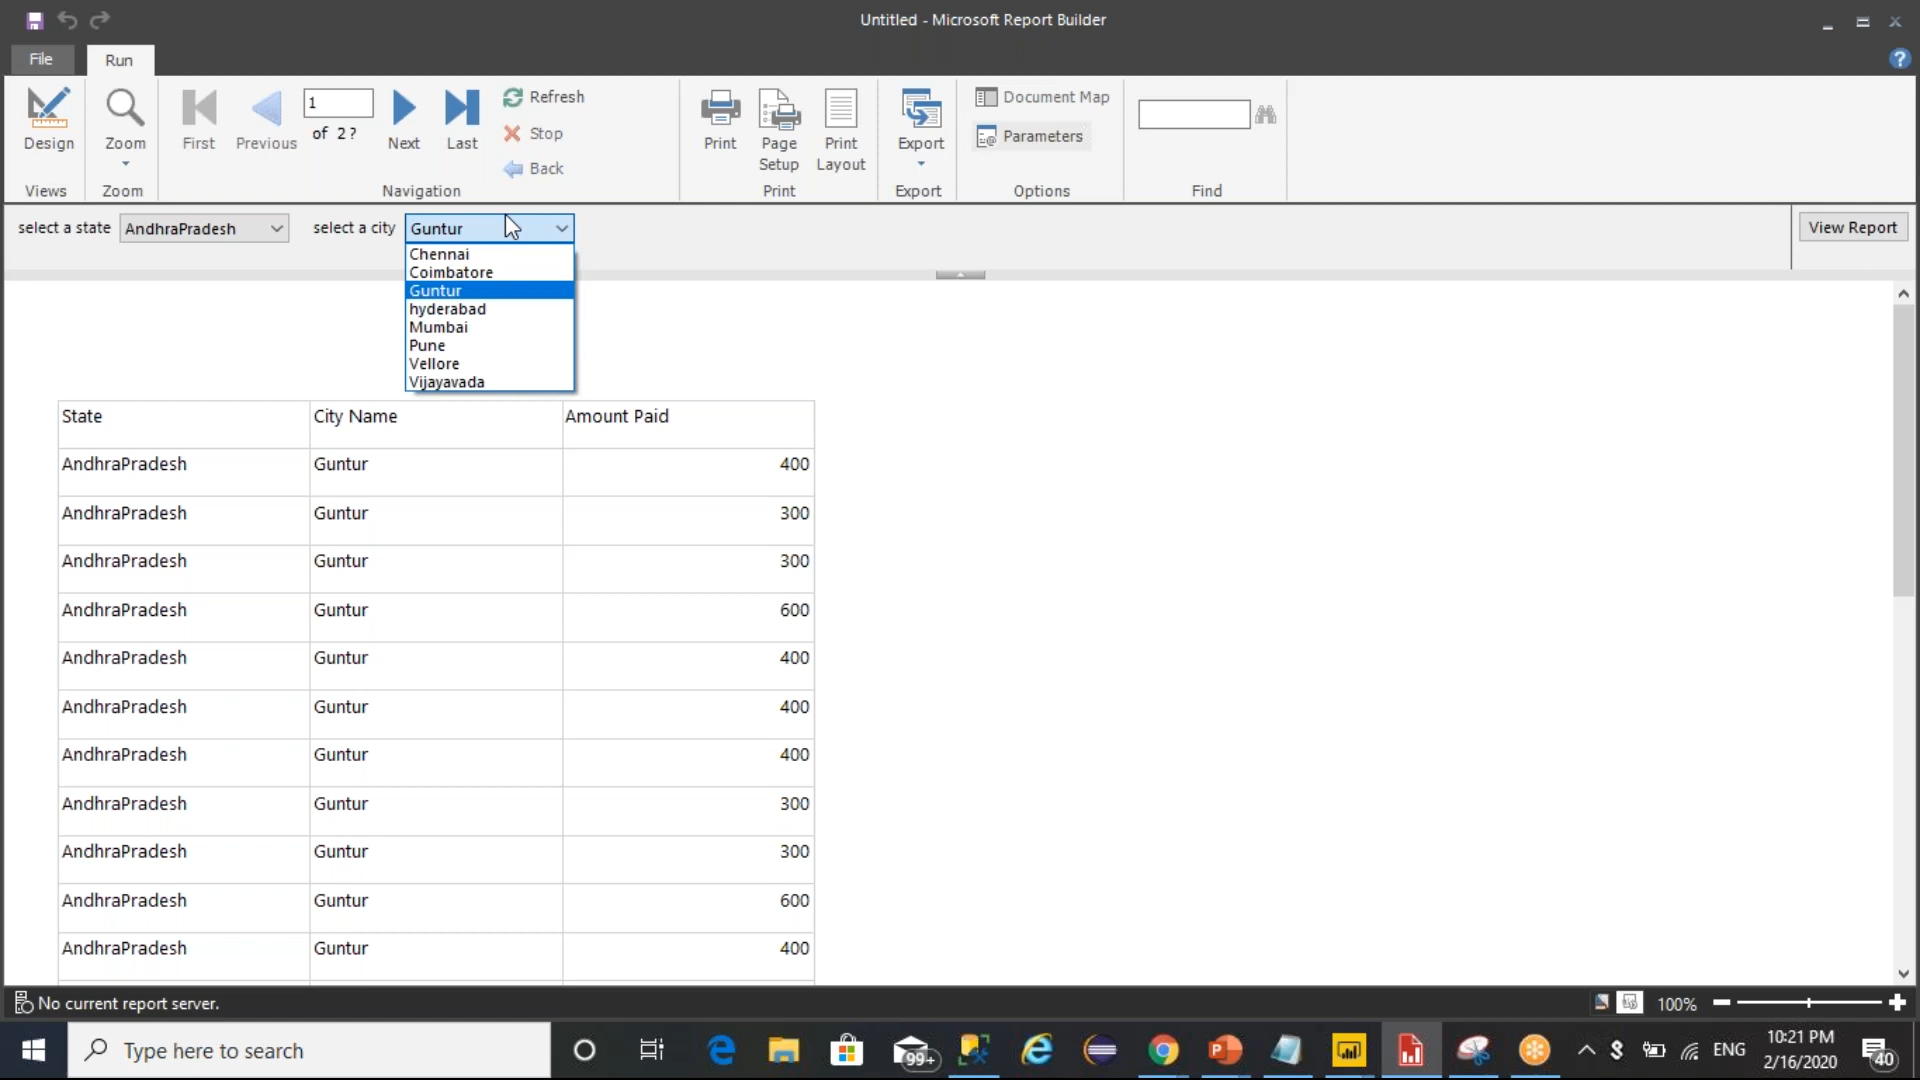 Untitled - Microsoft Report Builder
File
Run
Design
Views
Zoom
Zoom
First
Previous
1
of 2?
Next
Last
Refresh
Stop
Back
Navigation
Print
Page Setup
Print Layout
Print
Export
Export
Document Map
Parameters
Options
Find
select a state AndhraPradesh select a city Guntur View Report
Chennai
Coimbatore
Guntur
hyderabad
Mumbai
Pune
Vellore
Vijayavada
State City Name Amount Paid
AndhraPradesh Guntur 400
AndhraPradesh Guntur 300
AndhraPradesh Guntur 300
AndhraPradesh Guntur 600
AndhraPradesh Guntur 400
AndhraPradesh Guntur 400
AndhraPradesh Guntur 400
AndhraPradesh Guntur 300
AndhraPradesh Guntur 300
AndhraPradesh Guntur 600
AndhraPradesh Guntur 400
No current report server. 100%
Type here to search
99+
ENG
10:21 PM
2/16/2020
40